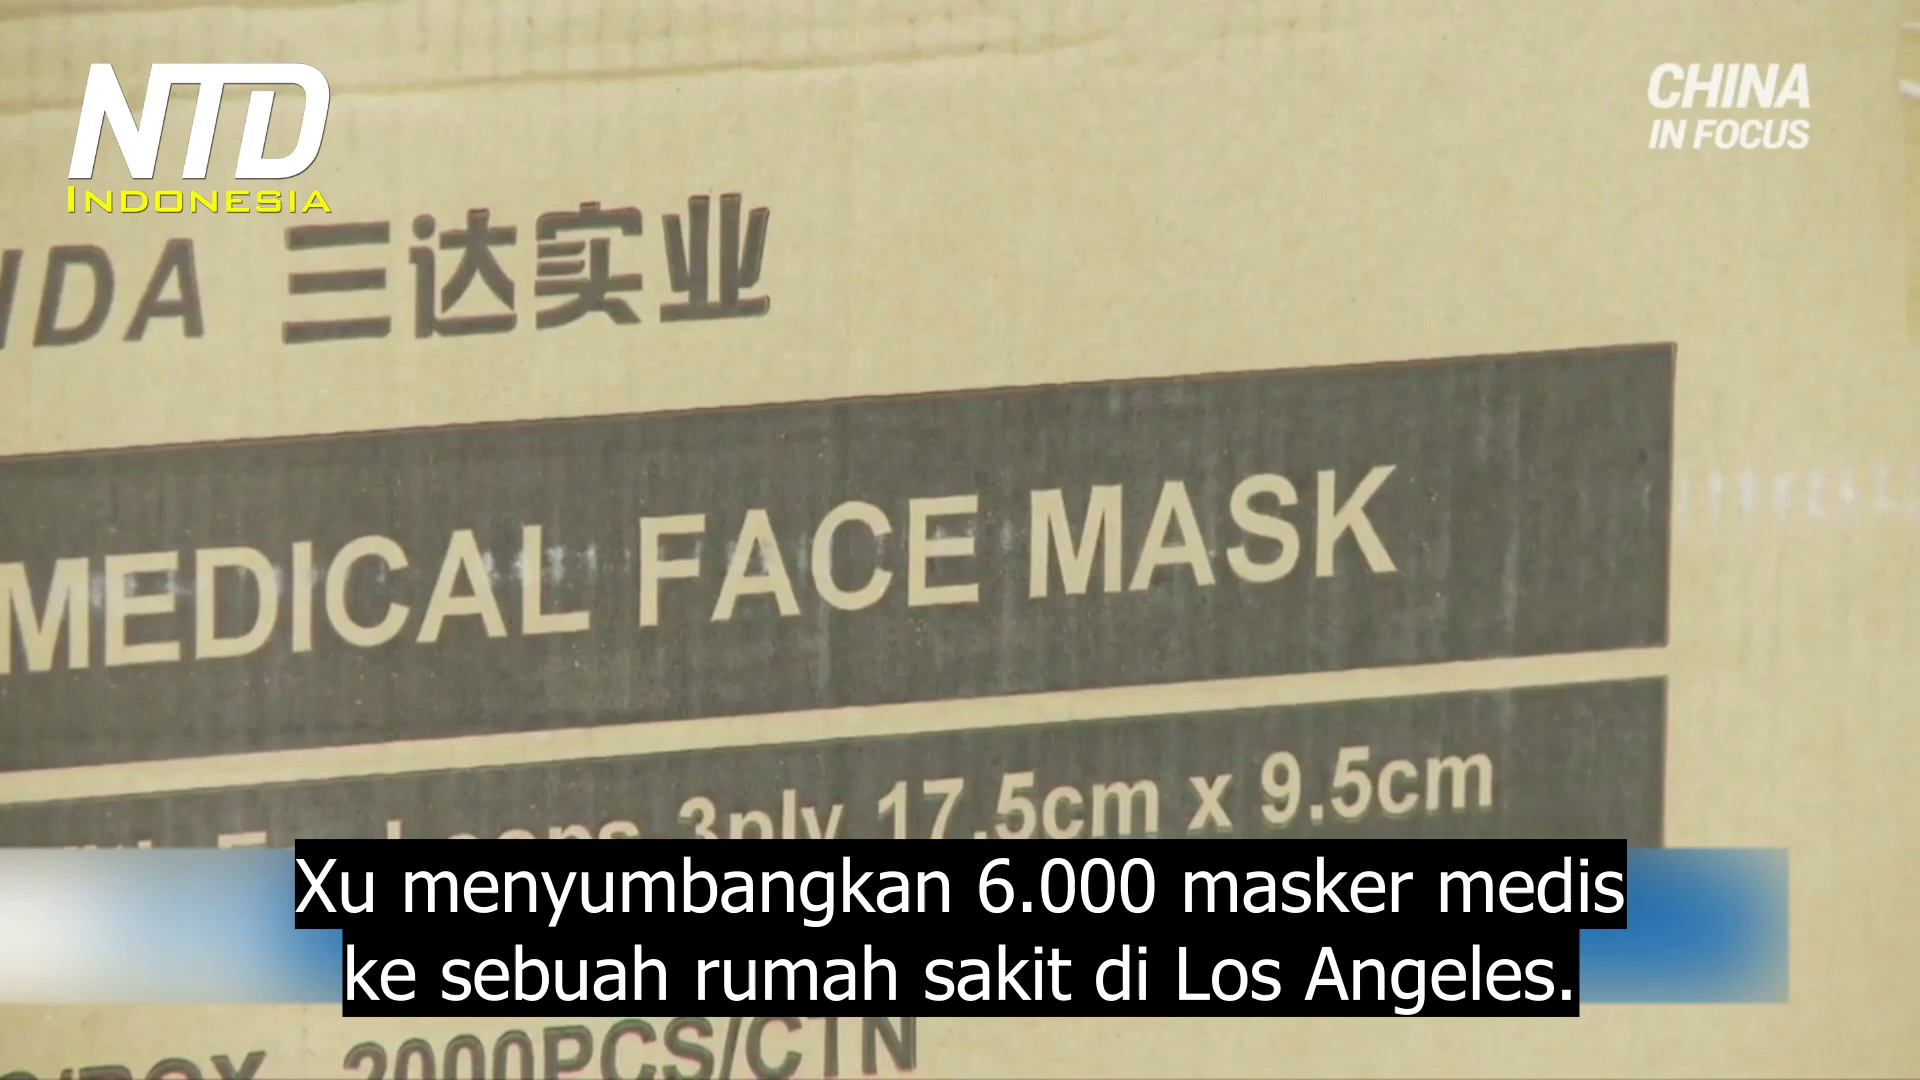 NTD
INDONESIA
CHINA
IN FOCUS
三达实业
MEDICAL FACE MASK
3ply 17.5cm x 9.5cm
Xu menyumbangkan 6.000 masker medis
ke sebuah rumah sakit di Los Angeles.
2000PCS/CTN